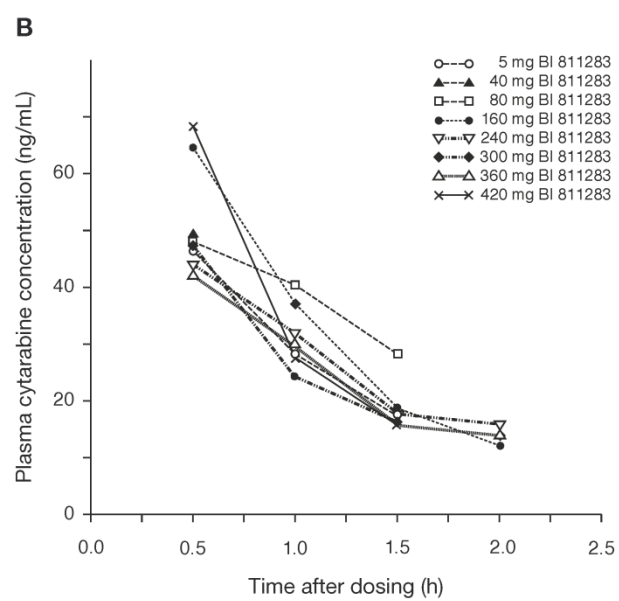 B
5 mg BI 811283
40 mg BI 811283
80 mg BI 811283
160 mg BI 811283
240 mg BI 811283
300 mg BI 811283
360 mg BI 811283
420 mg BI 811283
Plasma cytarabine concentration (ng/mL)
60
40
20
0
0.0 0.5 1.0 1.5 2.0 2.5
Time after dosing (h)